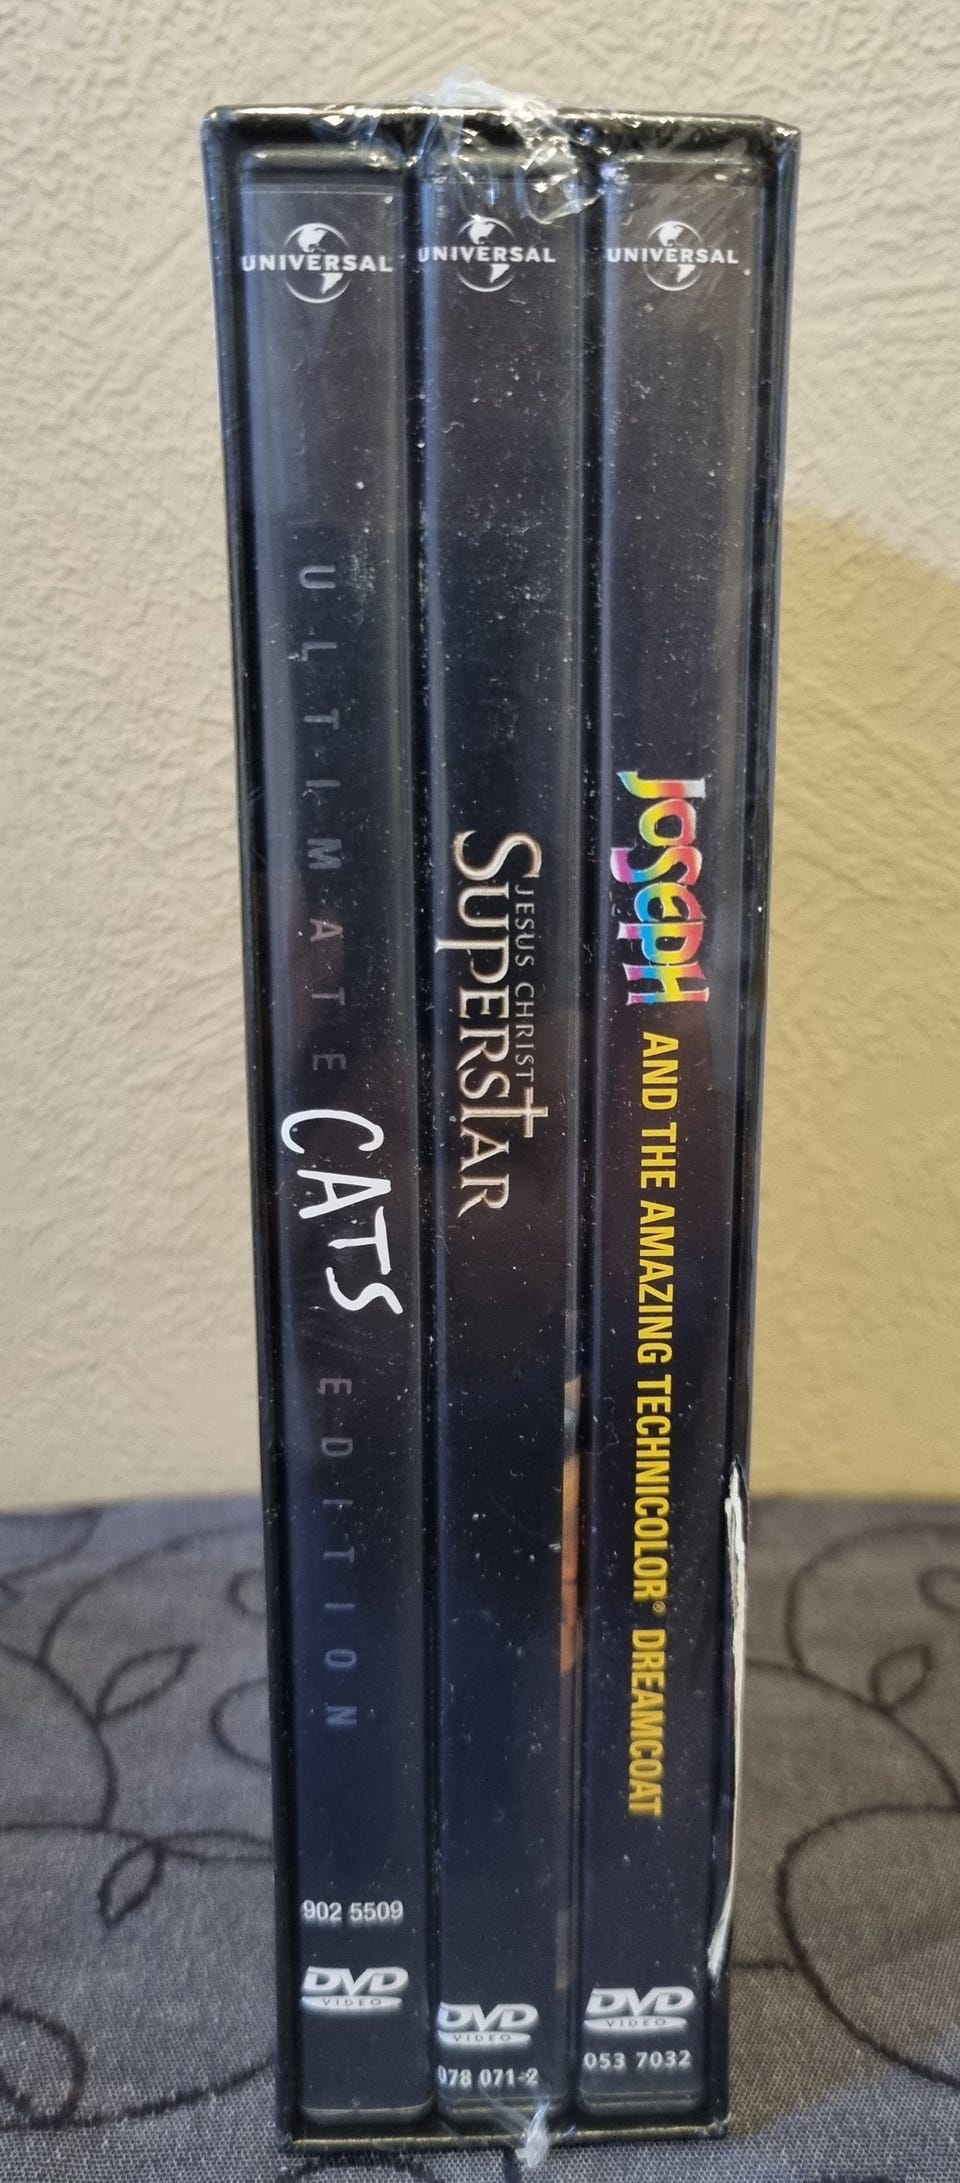 UNIVERSAL
ULTIMATE CATS EDITION
902 5509
DVD
VIDEO
UNIVERSAL
JESUS CHRIST
SUPERSTAR
DVD
VIDEO
078 071-2
UNIVERSAL
JOSEPH AND THE AMAZING TECHNICOLOR® DREAMCOAT
DVD
VIDEO
053 7032